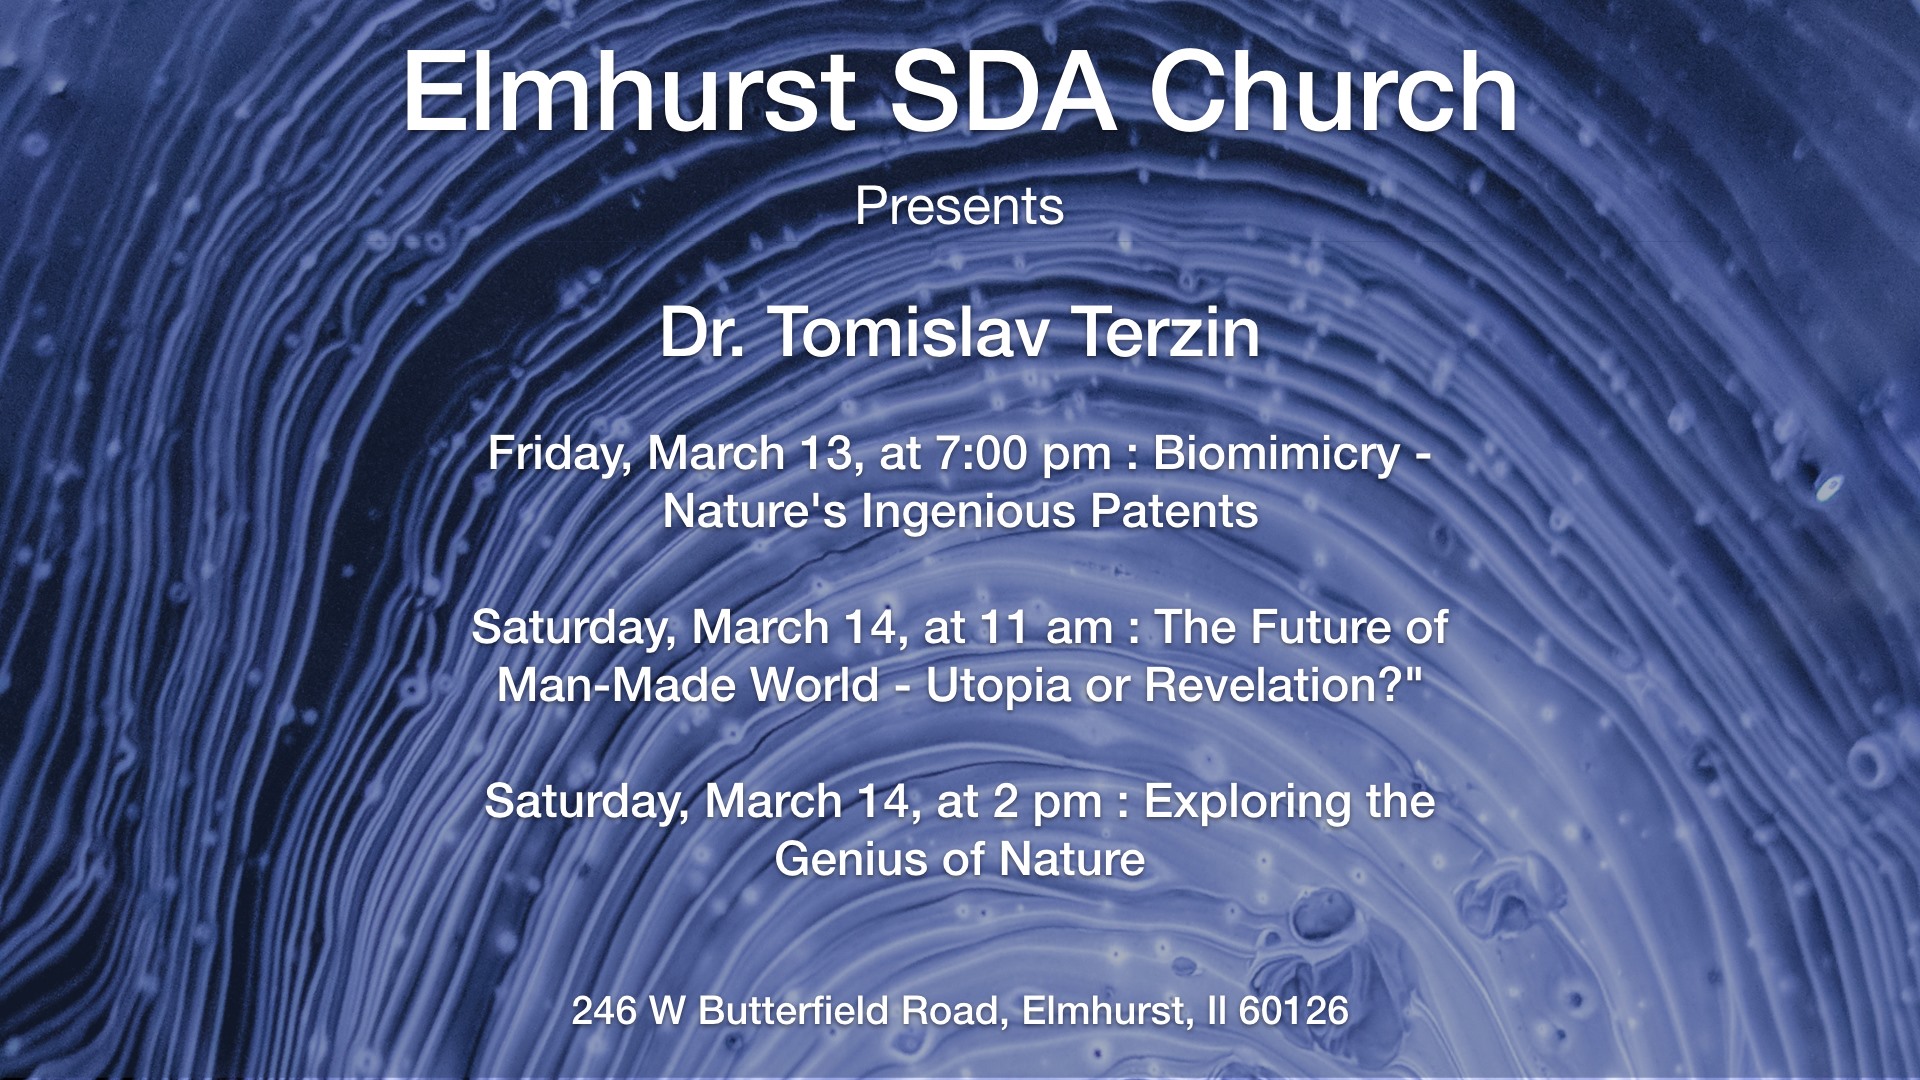 Elmhurst SDA Church
Presents
Dr. Tomislav Terzin
Friday, March 13, at 7:00 pm : Biomimicry -
Nature's Ingenious Patents
Saturday, March 14, at 11 am : The Future of
Man-Made World - Utopia or Revelation?"
Saturday, March 14, at 2 pm : Exploring the
Genius of Nature
246 W Butterfield Road, Elmhurst, Il 60126